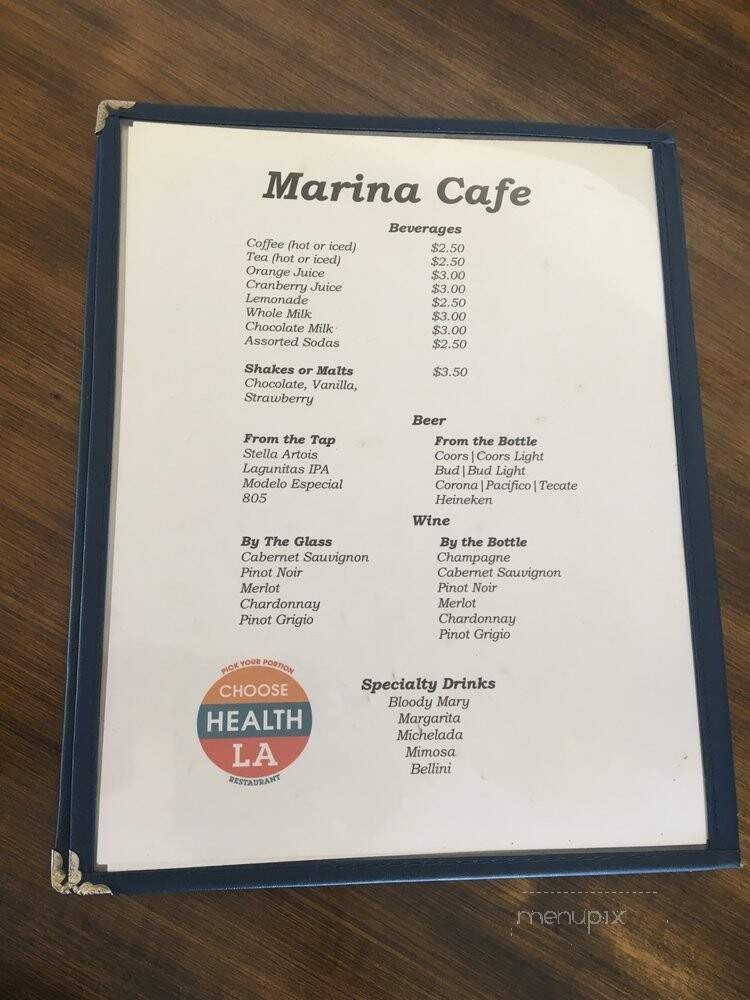 Marina Cafe
Beverages
Coffee (hot or iced) $2.50
Tea (hot or iced) $2.50
Orange Juice $3.00
Cranberry Juice $3.00
Lemonade $2.50
Whole Milk $3.00
Chocolate Milk $3.00
Assorted Sodas $2.50
Shakes or Malts $3.50
Chocolate, Vanilla,
Strawberry
Beer
From the Tap
Stella Artois
Lagunitas IPA
Modelo Especial
805
From the Bottle
Coors|Coors Light
Bud|Bud Light
Corona|Pacifico|Tecate
Heineken
Wine
By The Glass
Cabernet Sauvignon
Pinot Noir
Merlot
Chardonnay
Pinot Grigio
By the Bottle
Champagne
Cabernet Sauvignon
Pinot Noir
Merlot
Chardonnay
Pinot Grigio
PICK YOUR PORTION
CHOOSE
HEALTH
LA
RESTAURANT
Specialty Drinks
Bloody Mary
Margarita
Michelada
Mimosa
Bellini
menupix